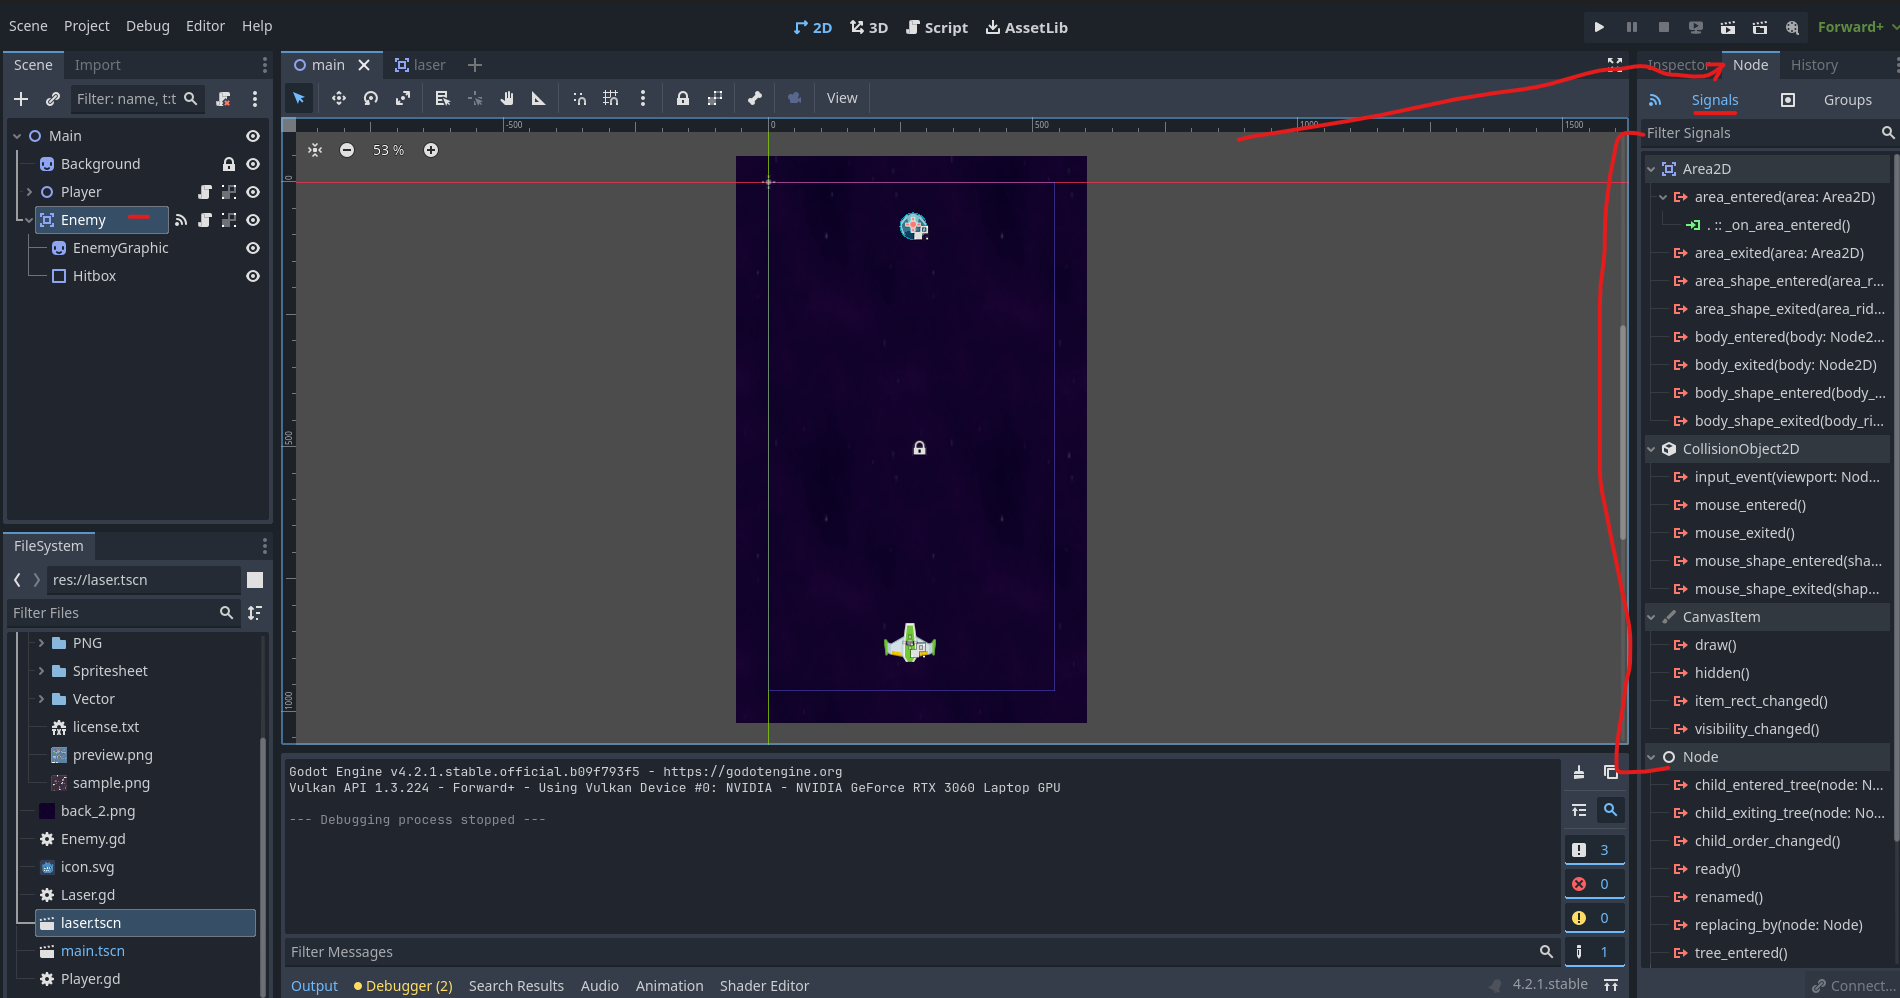 Scene Project Debug Editor Help
2D 3D Script AssetLib
Forward+
Scene Import
Filter: name, t:t
Main
Background
Player
Enemy
EnemyGraphic
Hitbox
FileSystem
res://laser.tscn
Filter Files
PNG
Spritesheet
Vector
license.txt
preview.png
sample.png
back_2.png
Enemy.gd
icon.svg
Laser.gd
laser.tscn
main.tscn
Player.gd
main laser
View
-500 0 500 1000 1500
53 %
0
500
1000
Godot Engine v4.2.1.stable.official.b09f793f5 - https://godotengine.org
Vulkan API 1.3.224 - Forward+ - Using Vulkan Device #0: NVIDIA - NVIDIA GeForce RTX 3060 Laptop GPU
--- Debugging process stopped ---
3
0
0
1
Filter Messages
Output Debugger (2) Search Results Audio Animation Shader Editor
4.2.1.stable
Inspector Node History
Signals Groups
Filter Signals
Area2D
area_entered(area: Area2D)
. :: _on_area_entered()
area_exited(area: Area2D)
area_shape_entered(area_r...
area_shape_exited(area_rid...
body_entered(body: Node2...
body_exited(body: Node2D)
body_shape_entered(body_...
body_shape_exited(body_ri...
CollisionObject2D
input_event(viewport: Nod...
mouse_entered()
mouse_exited()
mouse_shape_entered(sha...
mouse_shape_exited(shap...
CanvasItem
draw()
hidden()
item_rect_changed()
visibility_changed()
Node
child_entered_tree(node: N...
child_exiting_tree(node: No...
child_order_changed()
ready()
renamed()
replacing_by(node: Node)
tree_entered()
Connect...